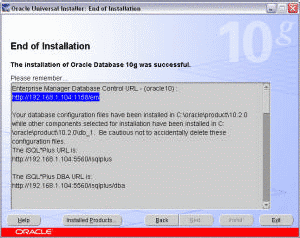 Oracle Universal Installer: End of Installation
End of Installation
10g
The installation of Oracle Database 10g was successful.
Please remember...
Enterprise Manager Database Control URL - (oracle10) :
http://192.168.1.104:1158/em
Your database configuration files have been installed in C:\oracle\product\10.2.0
while other components selected for installation have been installed in C:
\oracle\product\10.2.0\db_1. Be cautious not to accidentally delete these
configuration files.
The iSQL*Plus URL is:
http://192.168.1.104:5560/isqlplus
The iSQL*Plus DBA URL is:
http://192.168.1.104:5560/isqlplus/dba
Help
Installed Products...
Back
Next
Install
Exit
ORACLE